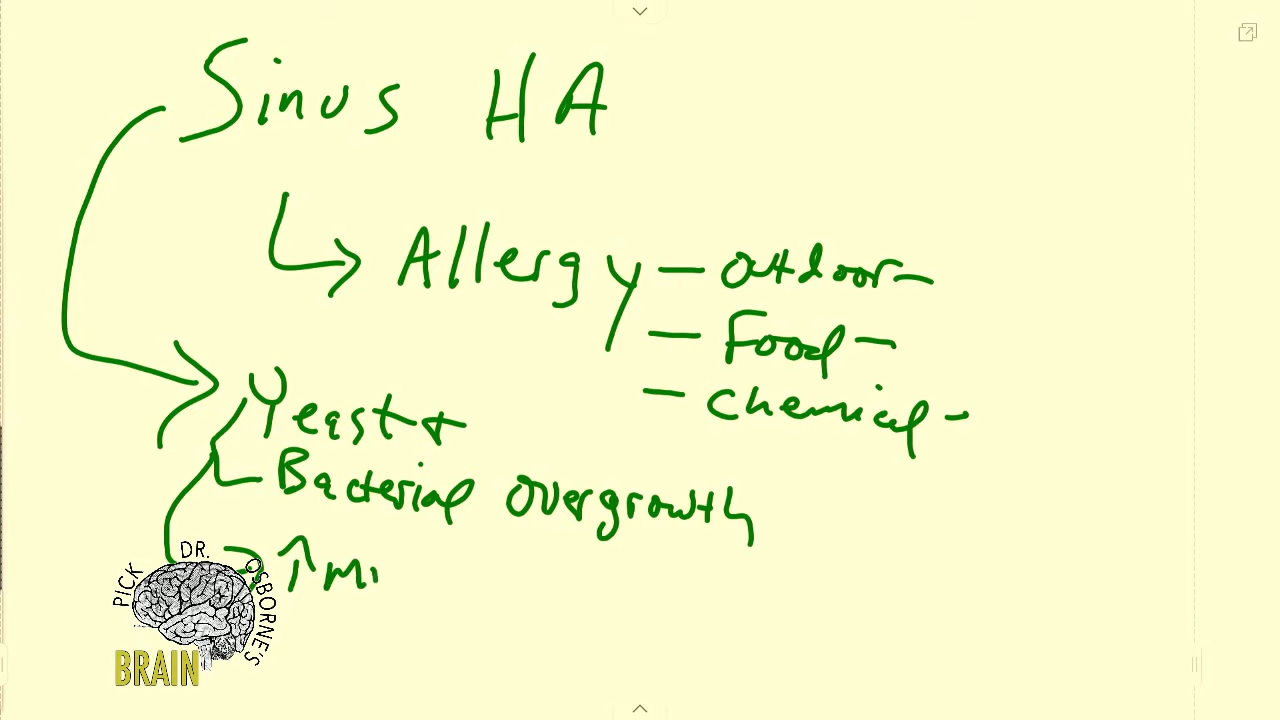 Sinus HA
Allergy — Outdoor —
— Food —
— Chemical —
Yeast +
Bacterial overgrowth
↑
PICK DR. OSBORNE'S
BRAIN